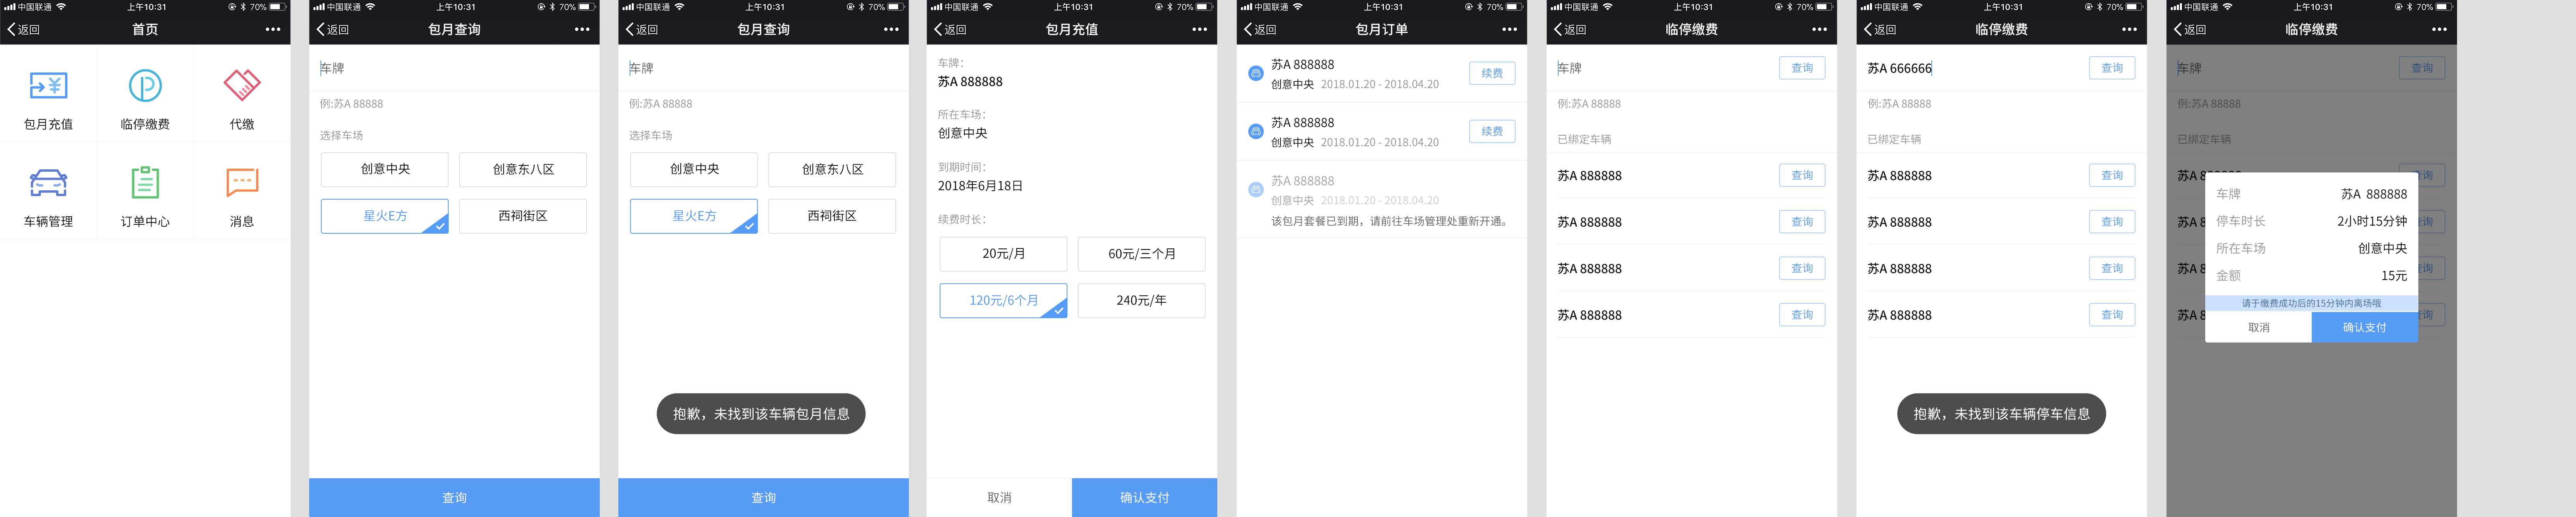 中国联通 上午10:31 70%
返回 首页
包月充值 临停缴费 代缴
车辆管理 订单中心 消息
中国联通 上午10:31 70%
返回 包月查询
车牌
例:苏A 88888
选择车场
创意中央 创意东八区
星火E方 西祠街区
查询
中国联通 上午10:31 70%
返回 包月查询
车牌
例:苏A 88888
选择车场
创意中央 创意东八区
星火E方 西祠街区
抱歉，未找到该车辆包月信息
查询
中国联通 上午10:31 70%
返回 包月充值
车牌：
苏A 888888
所在车场：
创意中央
到期时间：
2018年6月18日
续费时长：
20元/月 60元/三个月
120元/6个月 240元/年
取消 确认支付
中国联通 上午10:31 70%
返回 包月订单
苏A 888888 续费
创意中央 2018.01.20 - 2018.04.20
苏A 888888 续费
创意中央 2018.01.20 - 2018.04.20
苏A 888888
创意中央 2018.01.20 - 2018.04.20
该包月套餐已到期，请前往车场管理处重新开通。
中国联通 上午10:31 70%
返回 临停缴费
车牌 查询
例:苏A 88888
已绑定车辆
苏A 888888 查询
苏A 888888 查询
苏A 888888 查询
苏A 888888 查询
中国联通 上午10:31 70%
返回 临停缴费
苏A 666666 查询
例:苏A 88888
已绑定车辆
苏A 888888 查询
苏A 888888 查询
苏A 888888 查询
苏A 888888 查询
抱歉，未找到该车辆停车信息
中国联通 上午10:31 70%
返回 临停缴费
车牌 查询
例:苏A 88888
已绑定车辆
车牌 苏A 888888
停车时长 2小时15分钟
所在车场 创意中央
金额 15元
请于缴费成功后的15分钟内离场哦
取消 确认支付